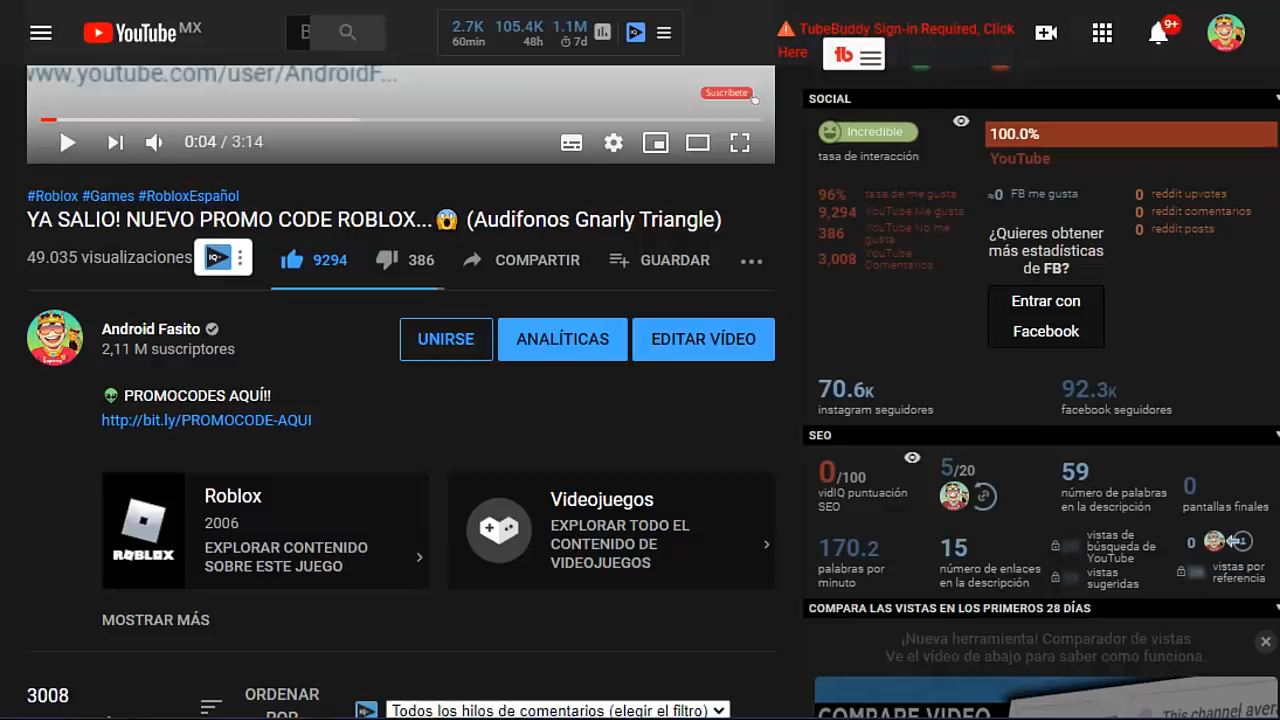 YouTube MX
B
2.7K 105.4K 1.1M
60min 48h 7d
TubeBuddy Sign-in Required, Click
Here
tb
9+
www.youtube.com/user/AndroidF...
Suscríbete
0:04 / 3:14
#Roblox #Games #RobloxEspañol
YA SALIO! NUEVO PROMO CODE ROBLOX...😱 (Audifonos Gnarly Triangle)
49.035 visualizaciones
IQ
9294
386
COMPARTIR
GUARDAR
Android Fasito
2,11 M suscriptores
UNIRSE
ANALÍTICAS
EDITAR VÍDEO
👽 PROMOCODES AQUÍ!!
http://bit.ly/PROMOCODE-AQUI
ROBLOX
Roblox
2006
EXPLORAR CONTENIDO
SOBRE ESTE JUEGO
Videojuegos
EXPLORAR TODO EL
CONTENIDO DE
VIDEOJUEGOS
MOSTRAR MÁS
3008
ORDENAR
POR
Todos los hilos de comentarios (elegir el filtro)
SOCIAL
Incredible
tasa de interacción
100.0%
YouTube
96% tasa de me gusta
9,294 YouTube Me gusta
386 YouTube No me
gusta
3,008 YouTube
Comentarios
≈0 FB me gusta
¿Quieres obtener
más estadísticas
de FB?
Entrar con
Facebook
0 reddit upvotes
0 reddit comentarios
0 reddit posts
70.6K
instagram seguidores
92.3K
facebook seguidores
SEO
0/100
vidIQ puntuación
SEO
5/20
59
número de palabras
en la descripción
0
pantallas finales
170.2
palabras por
minuto
15
número de enlaces
en la descripción
vistas de
búsqueda de
YouTube
vistas
sugeridas
0
vistas por
referencia
COMPARA LAS VISTAS EN LOS PRIMEROS 28 DÍAS
¡Nueva herramienta! Comparador de vistas
Ve el vídeo de abajo para saber como funciona.
COMPARE VIDEO
This channel aver